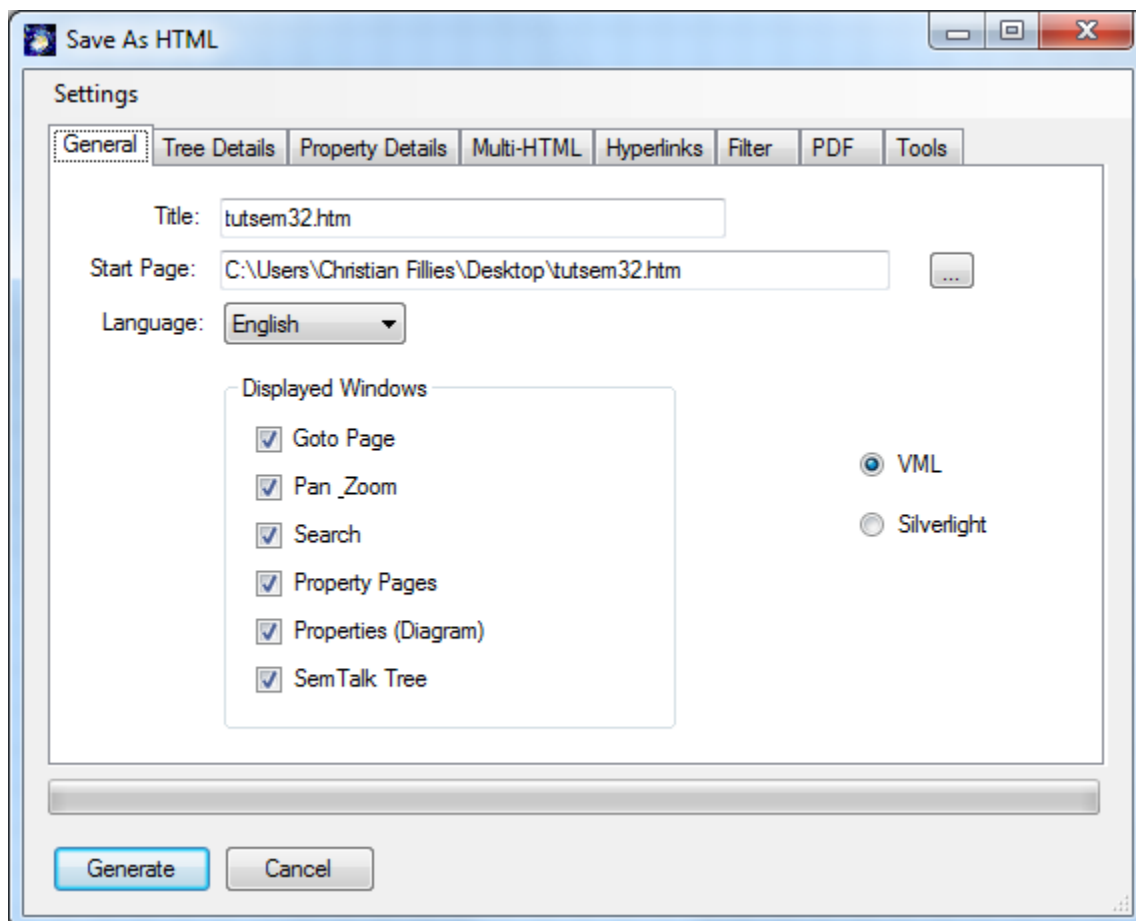 Save As HTML
Settings
General Tree Details Property Details Multi-HTML Hyperlinks Filter PDF Tools
Title: tutsem32.htm
Start Page: C:\Users\Christian Fillies\Desktop\tutsem32.htm ...
Language: English
Displayed Windows
Goto Page
Pan _Zoom
VML
Search
Silverlight
Property Pages
Properties (Diagram)
SemTalk Tree
Generate Cancel